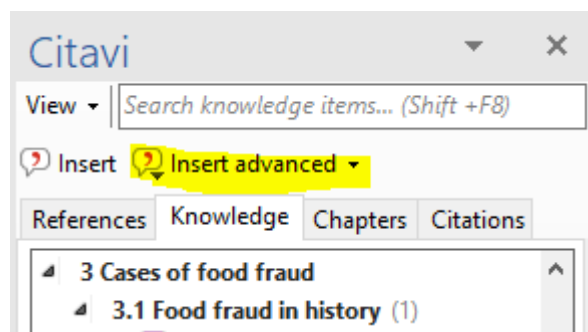 Citavi
View Search knowledge items... (Shift +F8)
Insert Insert advanced
References Knowledge Chapters Citations
3 Cases of food fraud
3.1 Food fraud in history (1)